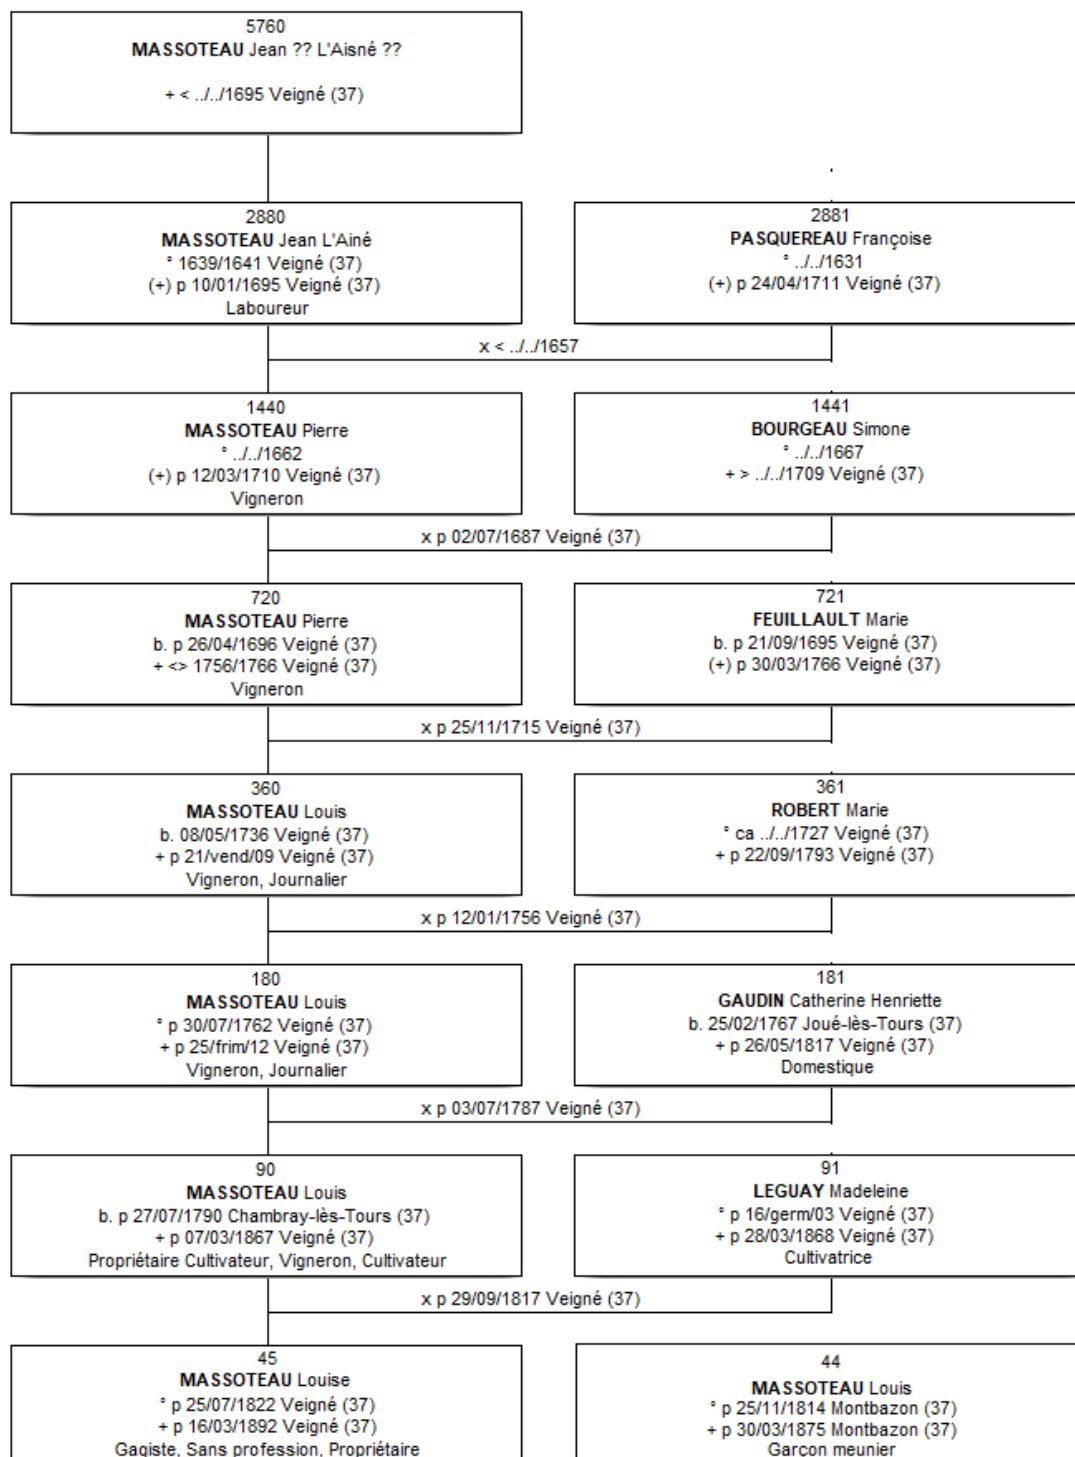 5760
MASSOTEAU Jean ?? L'Aisné ??
+ < ../../1695 Veigné (37)
2880
MASSOTEAU Jean L'Ainé
° 1639/1641 Veigné (37)
(+) p 10/01/1695 Veigné (37)
Laboureur
2881
PASQUEREAU Françoise
° ../../1631
(+) p 24/04/1711 Veigné (37)
x < ../../1657
1440
MASSOTEAU Pierre
° ../../1662
(+) p 12/03/1710 Veigné (37)
Vigneron
1441
BOURGEAU Simone
° ../../1667
+ > ../../1709 Veigné (37)
x p 02/07/1687 Veigné (37)
720
MASSOTEAU Pierre
b. p 26/04/1696 Veigné (37)
+ <> 1756/1766 Veigné (37)
Vigneron
721
FEUILLAULT Marie
b. p 21/09/1695 Veigné (37)
(+) p 30/03/1766 Veigné (37)
x p 25/11/1715 Veigné (37)
360
MASSOTEAU Louis
b. 08/05/1736 Veigné (37)
+ p 21/vend/09 Veigné (37)
Vigneron, Journalier
361
ROBERT Marie
° ca ../../1727 Veigné (37)
+ p 22/09/1793 Veigné (37)
x p 12/01/1756 Veigné (37)
180
MASSOTEAU Louis
° p 30/07/1762 Veigné (37)
+ p 25/frim/12 Veigné (37)
Vigneron, Journalier
181
GAUDIN Catherine Henriette
b. 25/02/1767 Joué-lès-Tours (37)
+ p 26/05/1817 Veigné (37)
Domestique
x p 03/07/1787 Veigné (37)
90
MASSOTEAU Louis
b. p 27/07/1790 Chambray-lès-Tours (37)
+ p 07/03/1867 Veigné (37)
Propriétaire Cultivateur, Vigneron, Cultivateur
91
LEGUAY Madeleine
° p 16/germ/03 Veigné (37)
+ p 28/03/1868 Veigné (37)
Cultivatrice
x p 29/09/1817 Veigné (37)
45
MASSOTEAU Louise
° p 25/07/1822 Veigné (37)
+ p 16/03/1892 Veigné (37)
Gagiste, Sans profession, Propriétaire
44
MASSOTEAU Louis
° p 25/11/1814 Montbazon (37)
+ p 30/03/1875 Montbazon (37)
Garçon meunier